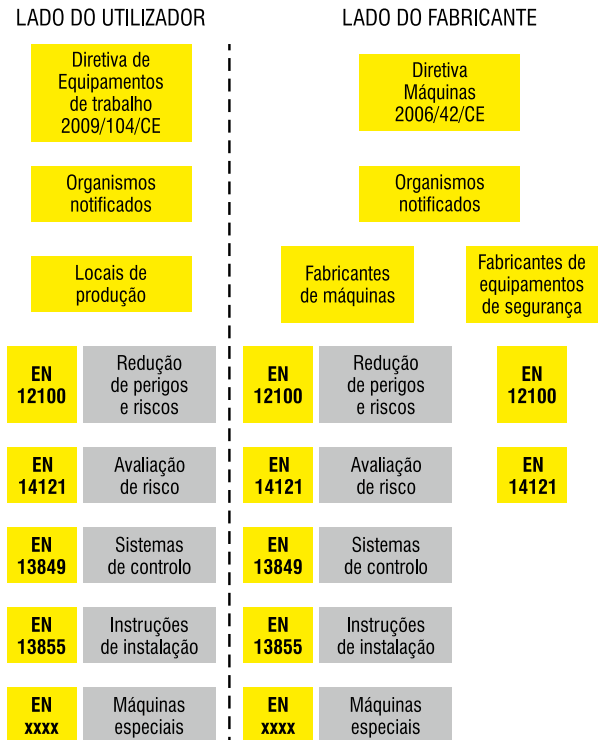 LADO DO UTILIZADOR
LADO DO FABRICANTE
Diretiva de
Equipamentos
de trabalho
2009/104/CE
Diretiva
Máquinas
2006/42/CE
Organismos
notificados
Organismos
notificados
Locais de
produção
Fabricantes
de máquinas
Fabricantes de
equipamentos
de segurança
EN
12100
Redução
de perigos
e riscos
EN
12100
Redução
de perigos
e riscos
EN
12100
EN
14121
Avaliação
de risco
EN
14121
Avaliação
de risco
EN
14121
EN
13849
Sistemas
de controlo
EN
13849
Sistemas
de controlo
EN
13855
Instruções
de instalação
EN
13855
Instruções
de instalação
EN
xxxx
Máquinas
especiais
EN
xxxx
Máquinas
especiais